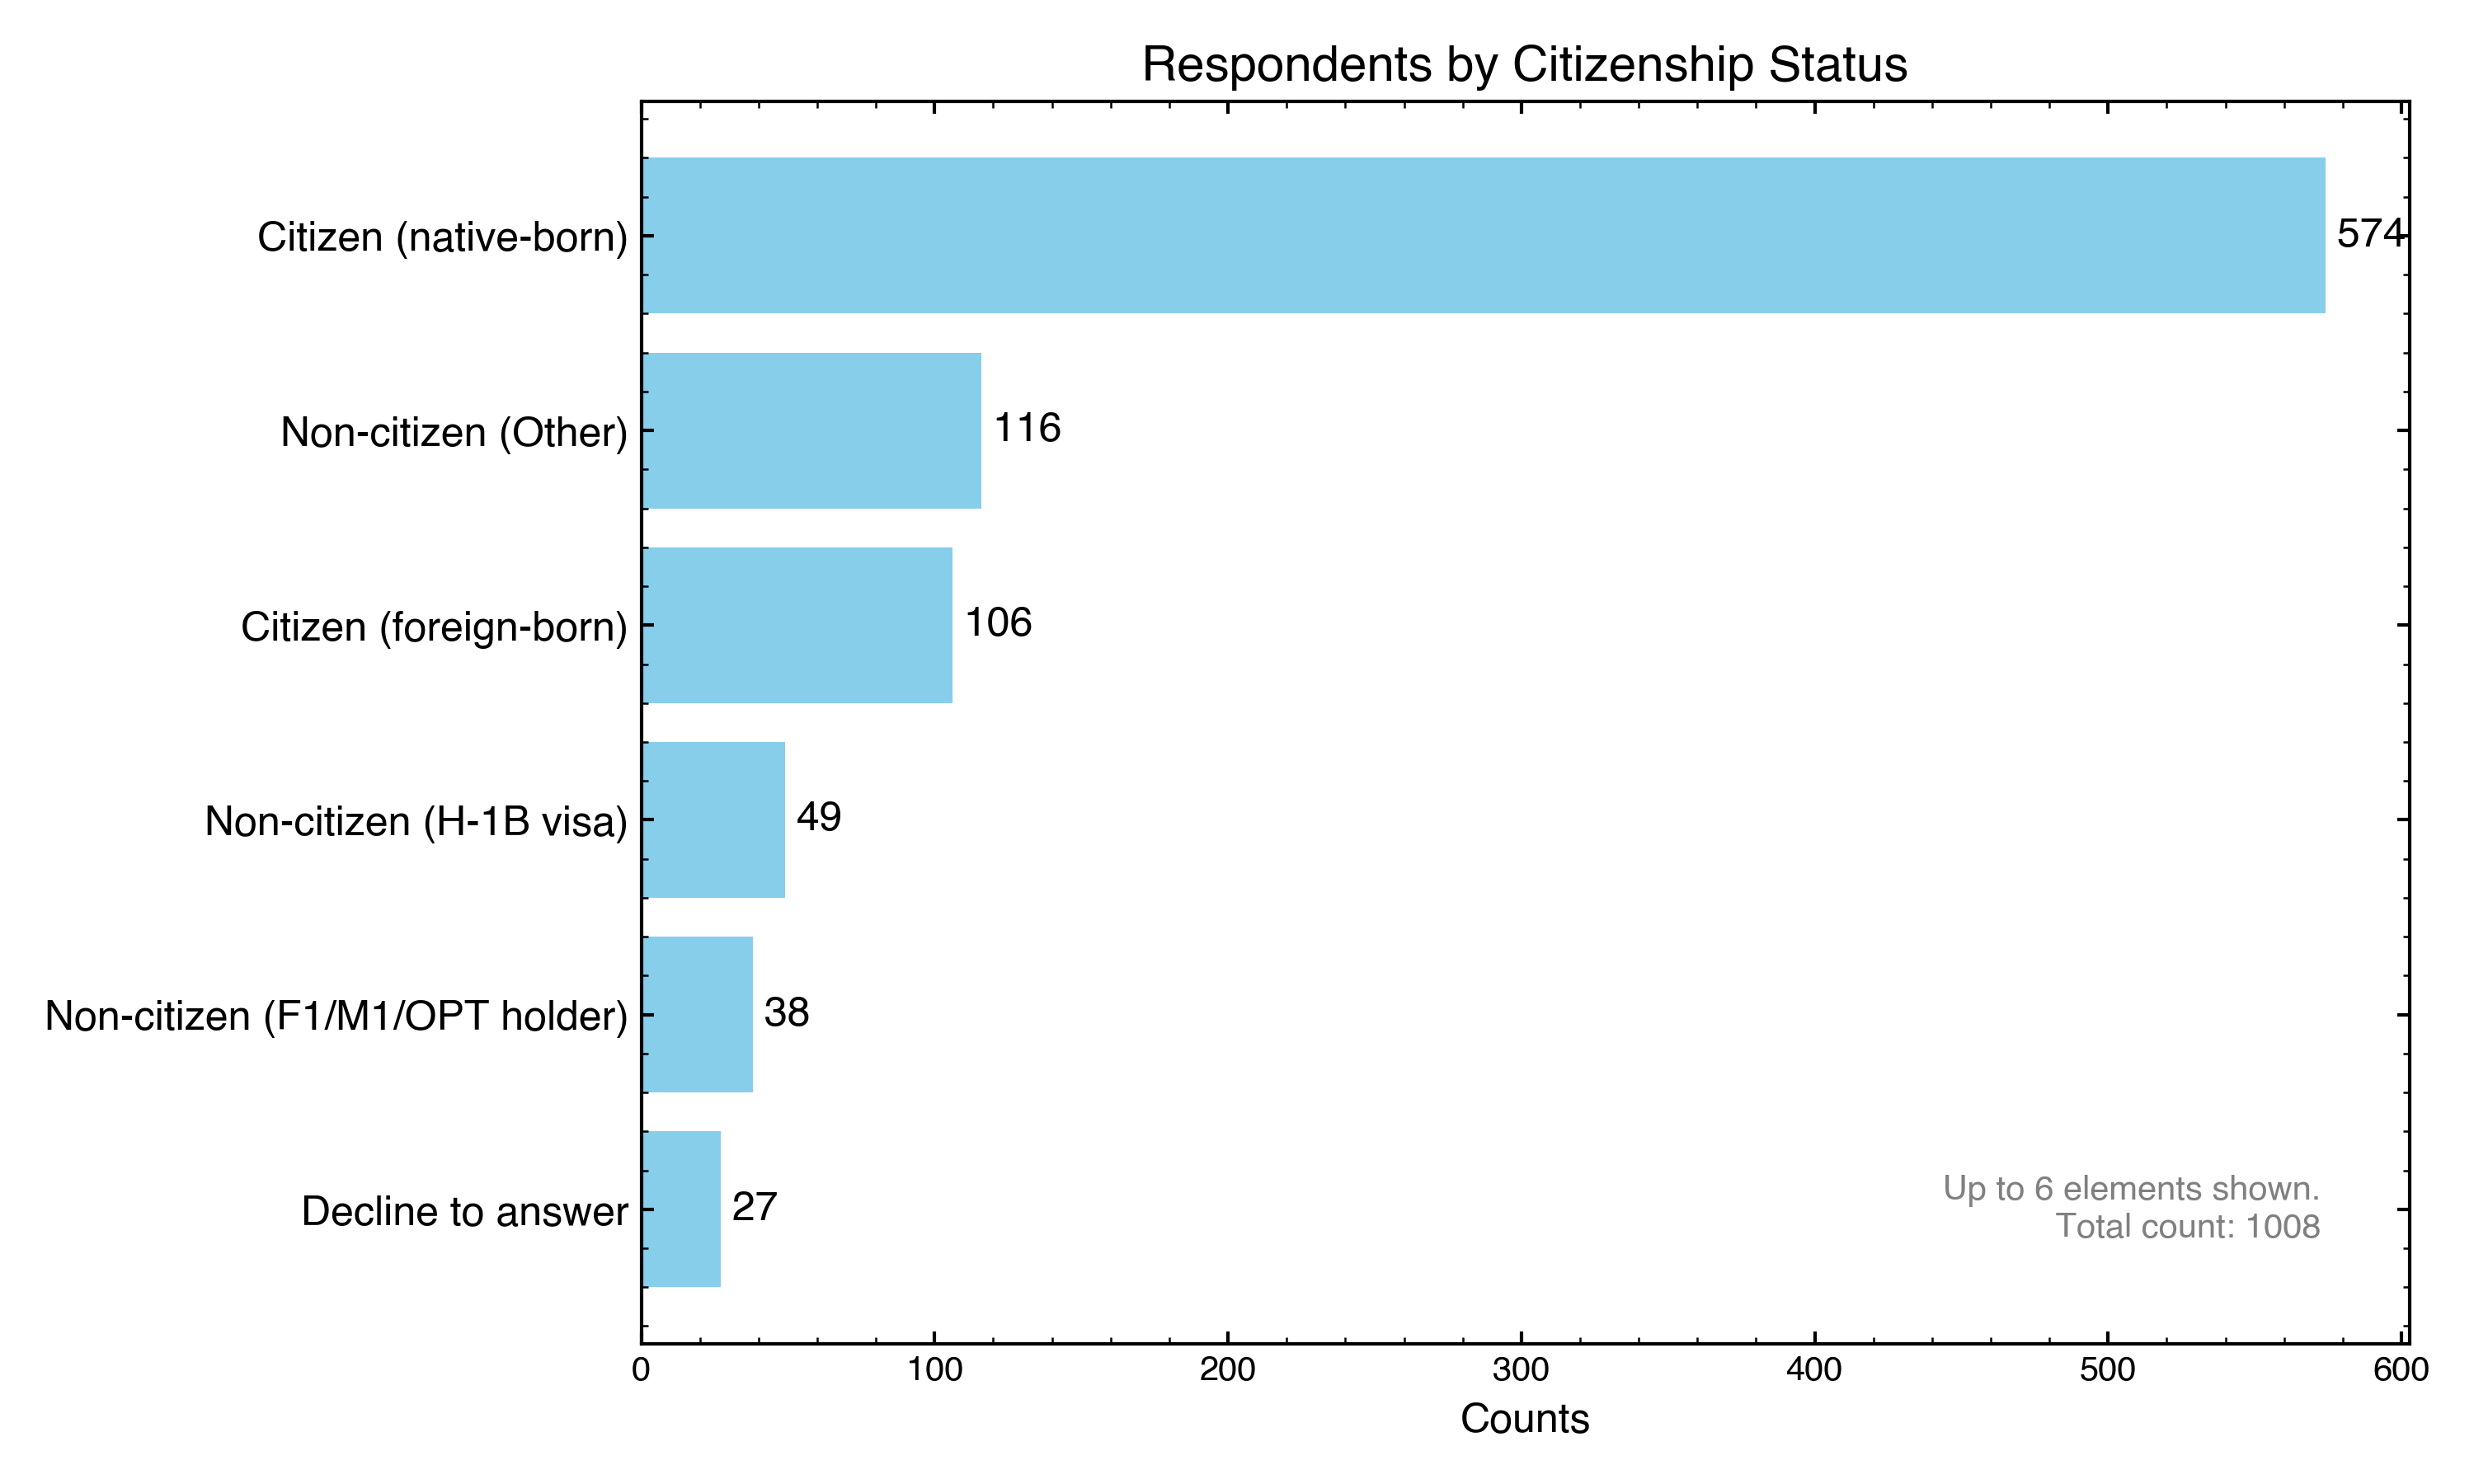 Respondents by Citizenship Status
Citizen (native-born)
574
Non-citizen (Other)
116
Citizen (foreign-born)
106
Non-citizen (H-1B visa)
49
Non-citizen (F1/M1/OPT holder)
38
Decline to answer
27
Up to 6 elements shown.
Total count: 1008
0 100 200 300 400 500 600
Counts